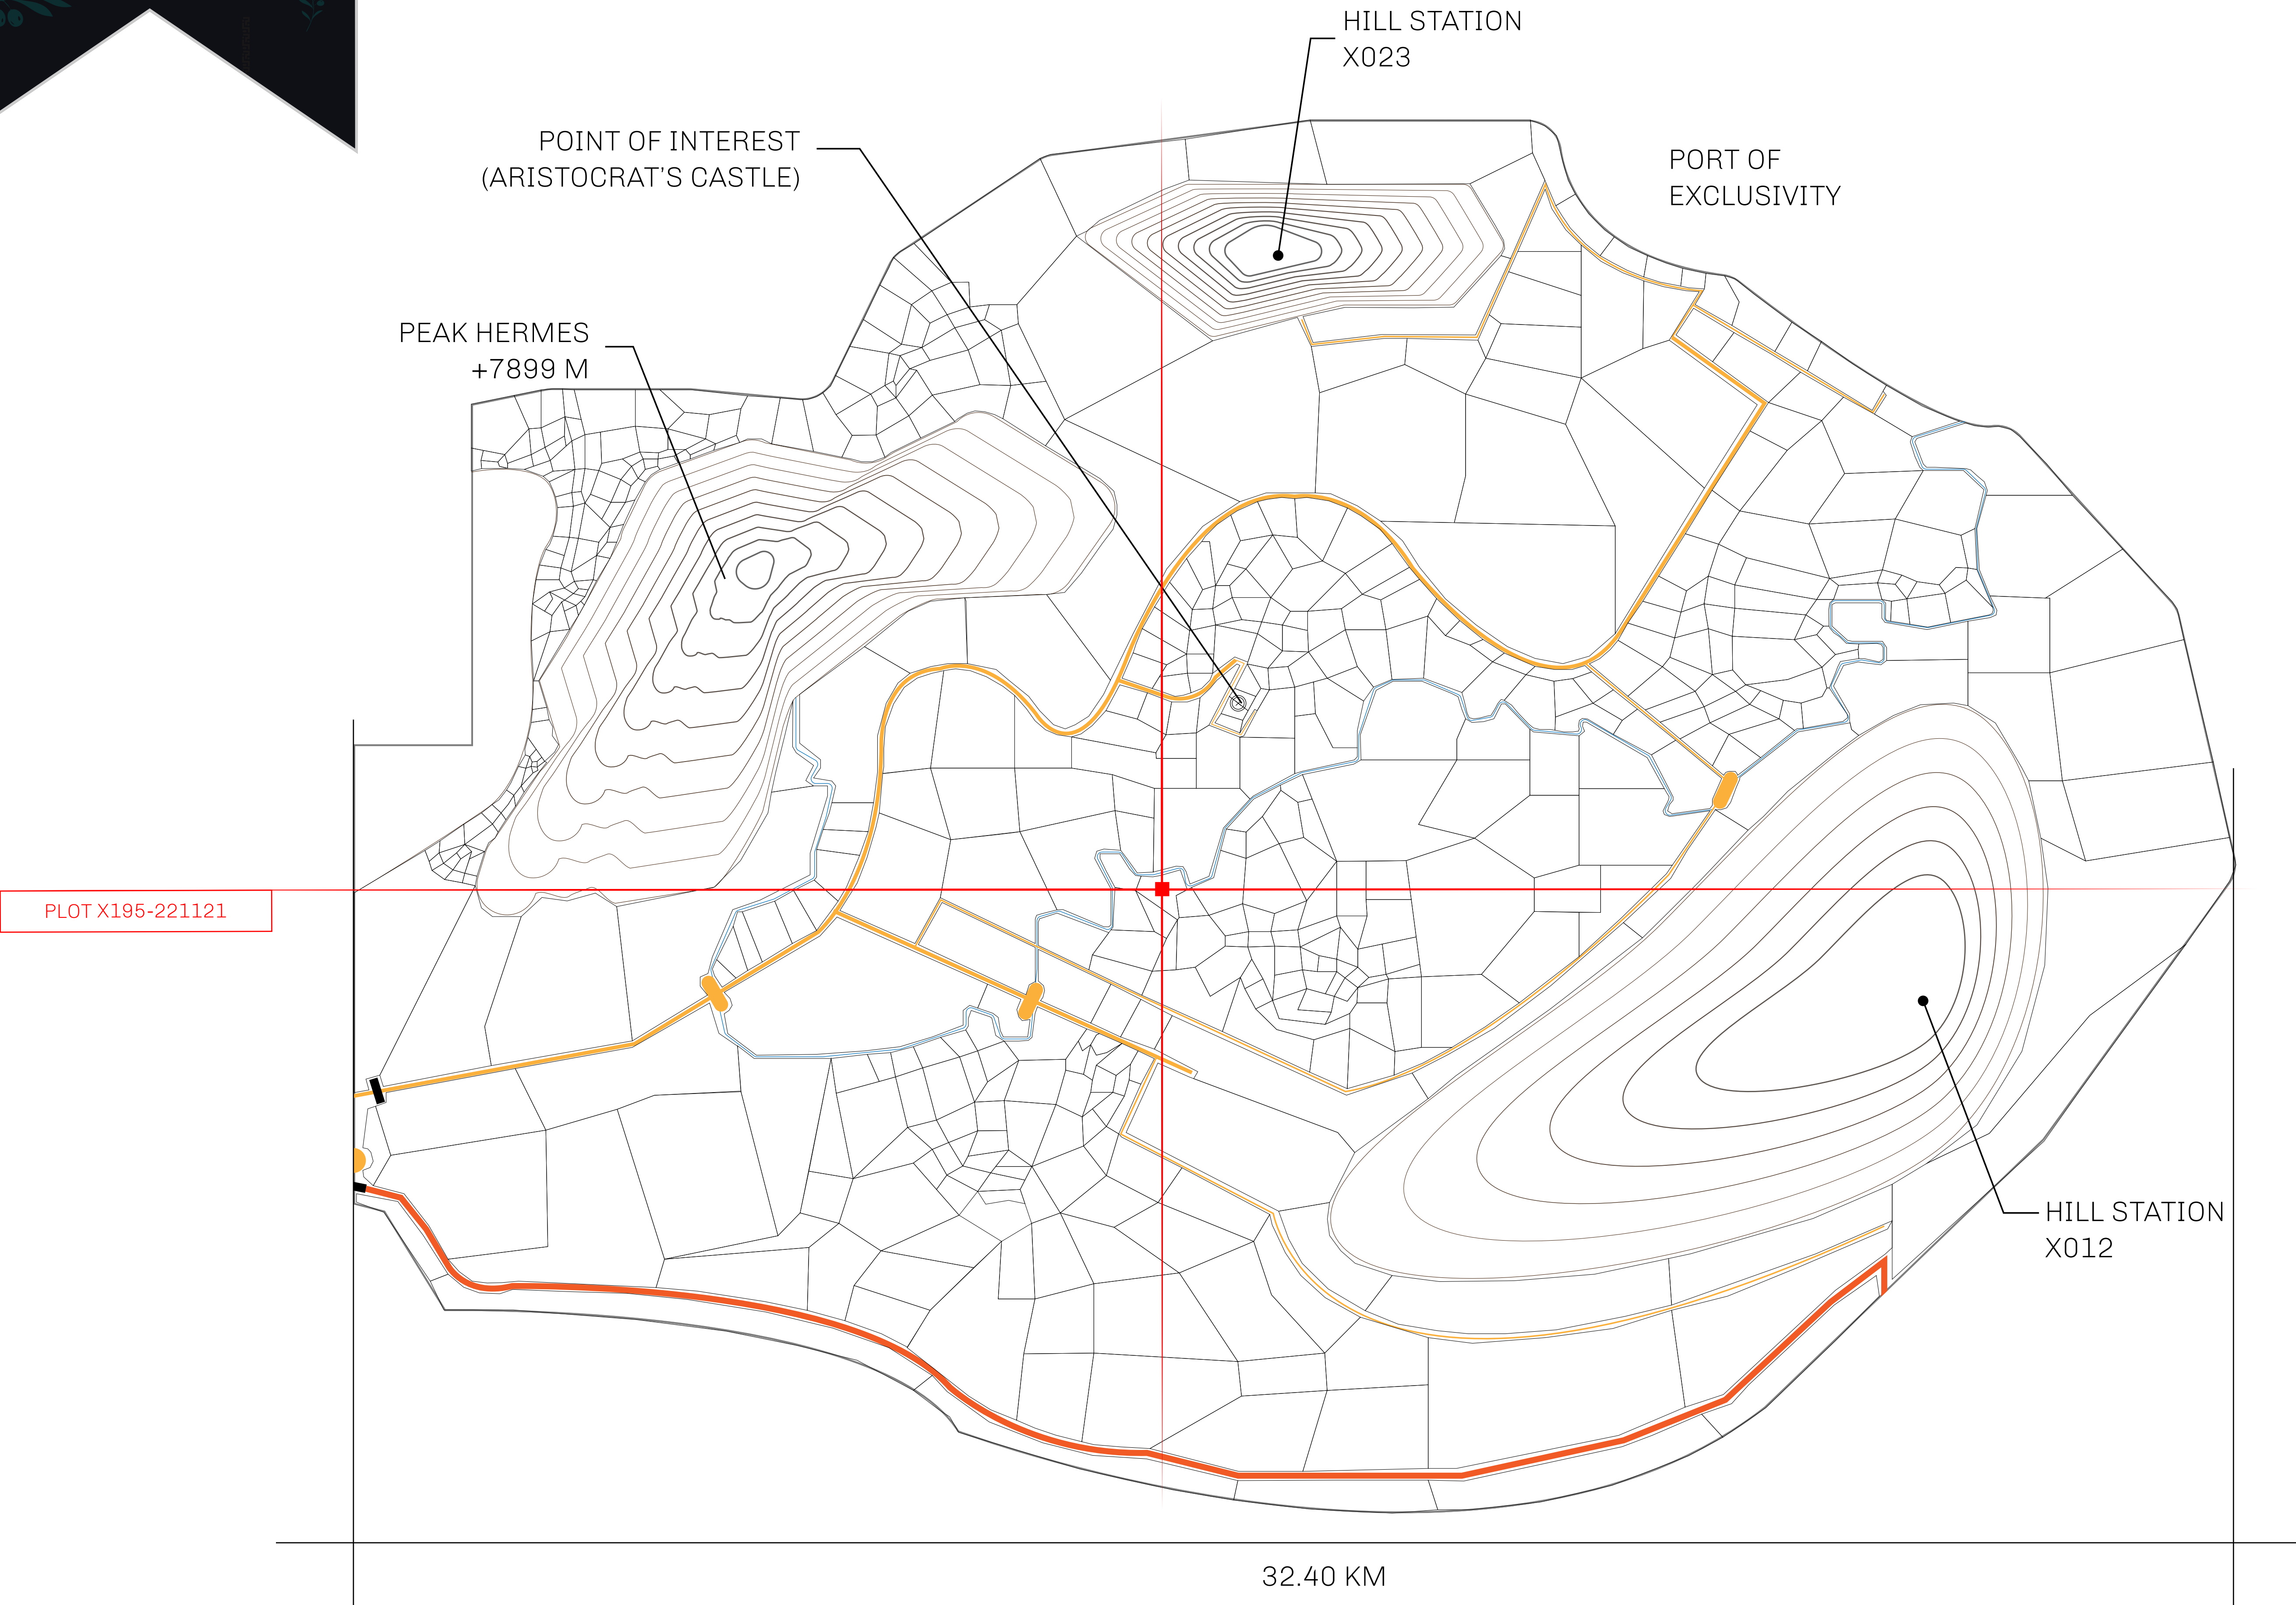 HILL STATION
X023
POINT OF INTEREST
(ARISTOCRAT'S CASTLE)
PORT OF
EXCLUSIVITY
PEAK HERMES
+7899 M
PLOT X195-221121
HILL STATION
X012
32.40 KM